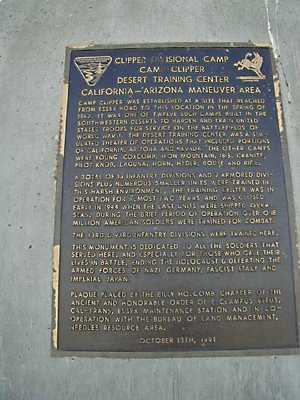 CLIPPER DIVISIONAL CAMP
CAMP CLIPPER
DESERT TRAINING CENTER
CALIFORNIA-ARIZONA MANEUVER AREA
CAMP CLIPPER WAS ESTABLISHED AT A SITE THAT REACHED
FROM ESSEX ROAD TO THIS LOCATION IN THE SPRING OF
1942. IT WAS ONE OF TWELVE SUCH CAMPS BUILT IN THE
SOUTHWESTERN DESERTS TO HARDEN AND TRAIN UNITED
STATES TROOPS FOR SERVICE ON THE BATTLEFIELDS OF
WORLD WAR II. THE DESERT TRAINING CENTER WAS A SIM-
ULATED THEATER OF OPERATIONS THAT INCLUDED PORTIONS
OF CALIFORNIA, ARIZONA AND NEVADA. THE OTHER CAMPS
WERE YOUNG, COXCOMB, IRON MOUNTAIN, IBIS, GRANITE,
PILOT KNOB, LAGUNA, HORN, HYDER, BOUSE AND RICE.
A TOTAL OF 13 INFANTRY DIVISIONS AND 7 ARMORED DIVI-
SIONS PLUS NUMEROUS SMALLER UNITS WERE TRAINED IN
THIS HARSH ENVIRONMENT. THE TRAINING CENTER WAS IN
OPERATION FOR ALMOST TWO YEARS AND WAS CLOSED
EARLY IN 1944 WHEN THE LAST UNITS WERE SHIPPED OVER-
SEAS. DURING THE BRIEF PERIOD OF OPERATION OVER ONE
MILLION AMERICAN SOLDIERS WERE TRAINED FOR COMBAT.
THE 33RD INFANTRY DIVISIONS WERE TRAINED HERE.
THIS MONUMENT IS DEDICATED TO ALL THE SOLDIERS THAT
SERVED HERE, AND ESPECIALLY FOR THOSE WHO GAVE THEIR
LIVES IN BATTLE, ENDING THE HOLOCAUST, DEFEATING THE
ARMED FORCES OF NAZI GERMANY, FASCIST ITALY AND
IMPERIAL JAPAN.
PLAQUE PLACED BY THE BILLY HOLCOMB CHAPTER OF THE
ANCIENT AND HONORABLE ORDER OF E CLAMPUS VITUS,
CALTRANS, ESSEX MAINTENANCE STATION AND IN CO-
OPERATION WITH THE BUREAU OF LAND MANAGEMENT,
NEEDLES RESOURCE AREA.
OCTOBER 13TH, 1991